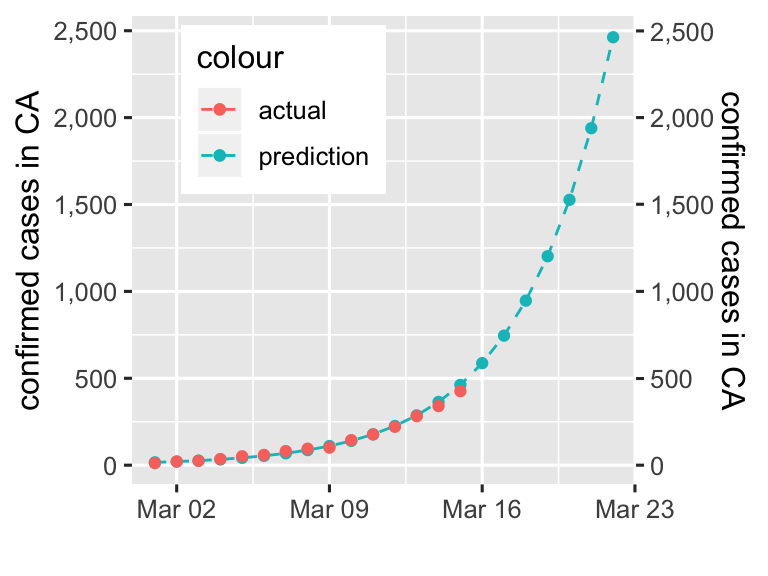 colour
actual
prediction
confirmed cases in CA
2,500
2,000
1,500
1,000
500
0
2,500
2,000
1,500
1,000
500
0
confirmed cases in CA
Mar 02 Mar 09 Mar 16 Mar 23